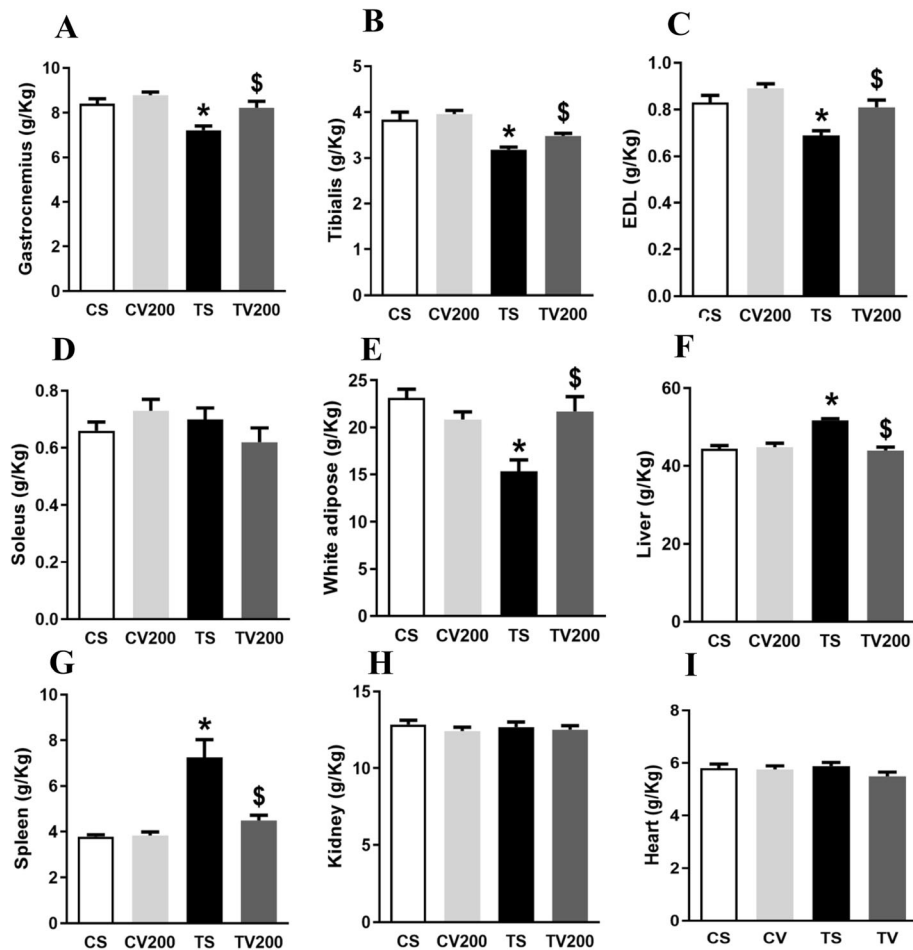 A
Gastrocnemius (g/Kg)
10
8
6
4
2
0
*
$
CS CV200 TS TV200
B
Tibialis (g/Kg)
5
4
3
2
1
0
*
$
CS CV200 TS TV200
C
EDL (g/Kg)
1.0
0.8
0.6
0.4
0.2
0.0
*
$
CS CV200 TS TV200
D
Soleus (g/Kg)
0.8
0.6
0.4
0.2
0.0
CS CV200 TS TV200
E
White adipose (g/Kg)
25
20
15
10
5
0
*
$
CS CV200 TS TV200
F
Liver (g/Kg)
60
40
20
0
*
$
CS CV200 TS TV200
G
Spleen (g/Kg)
10
8
6
4
2
0
*
$
CS CV200 TS TV200
H
Kidney (g/Kg)
15
10
5
0
CS CV200 TS TV200
I
Heart (g/Kg)
8
6
4
2
0
CS CV TS TV